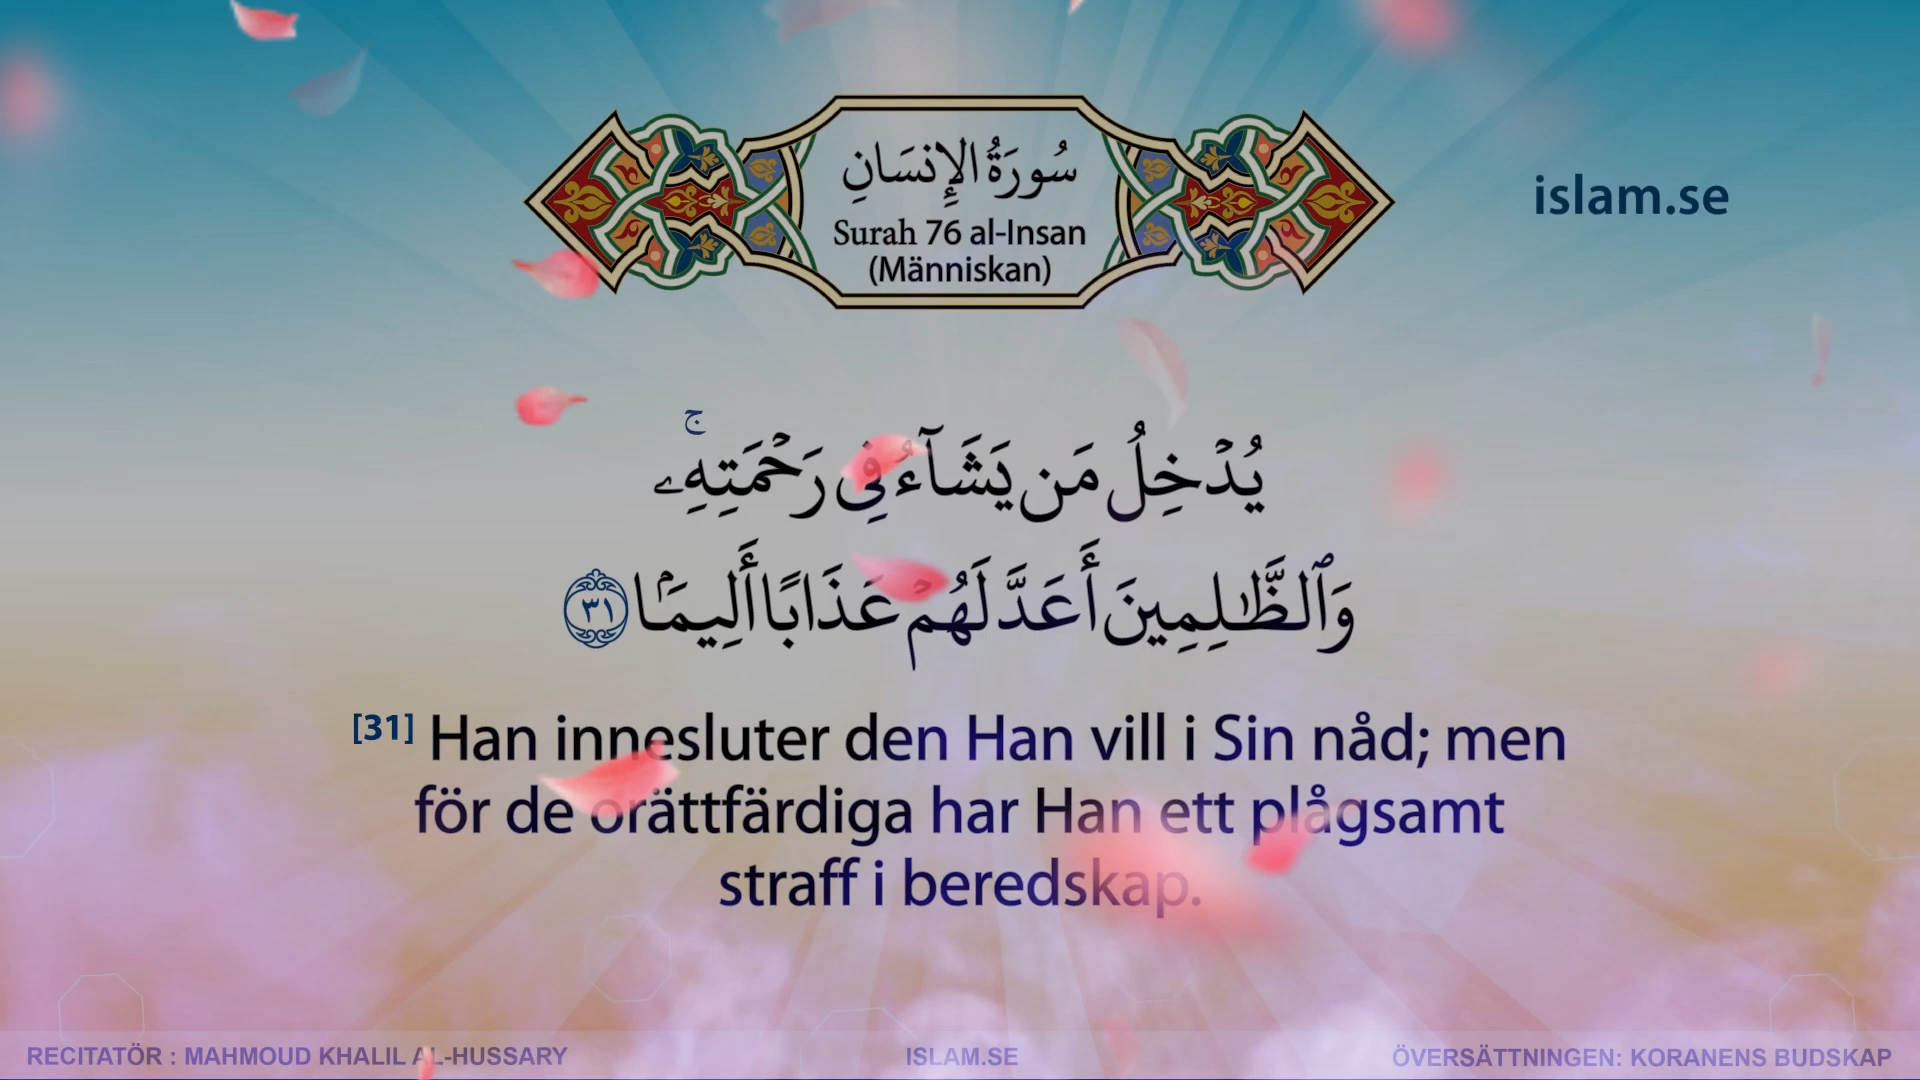 سُورَةُ الإِنسَانِ
Surah 76 al-Insan
(Människan)
islam.se
يُدۡخِلُ مَن يَشَآءُ فِى رَحۡمَتِهِۦ ۚ
وَٱلظَّـٰلِمِينَ أَعَدَّ لَهُمۡ عَذَابًا أَلِيمَۢا ٣١
[31] Han innesluter den Han vill i Sin nåd; men
för de orättfärdiga har Han ett plågsamt
straff i beredskap.
RECITATÖR : MAHMOUD KHALIL AL-HUSSARY
ISLAM.SE
ÖVERSÄTTNINGEN: KORANENS BUDSKAP